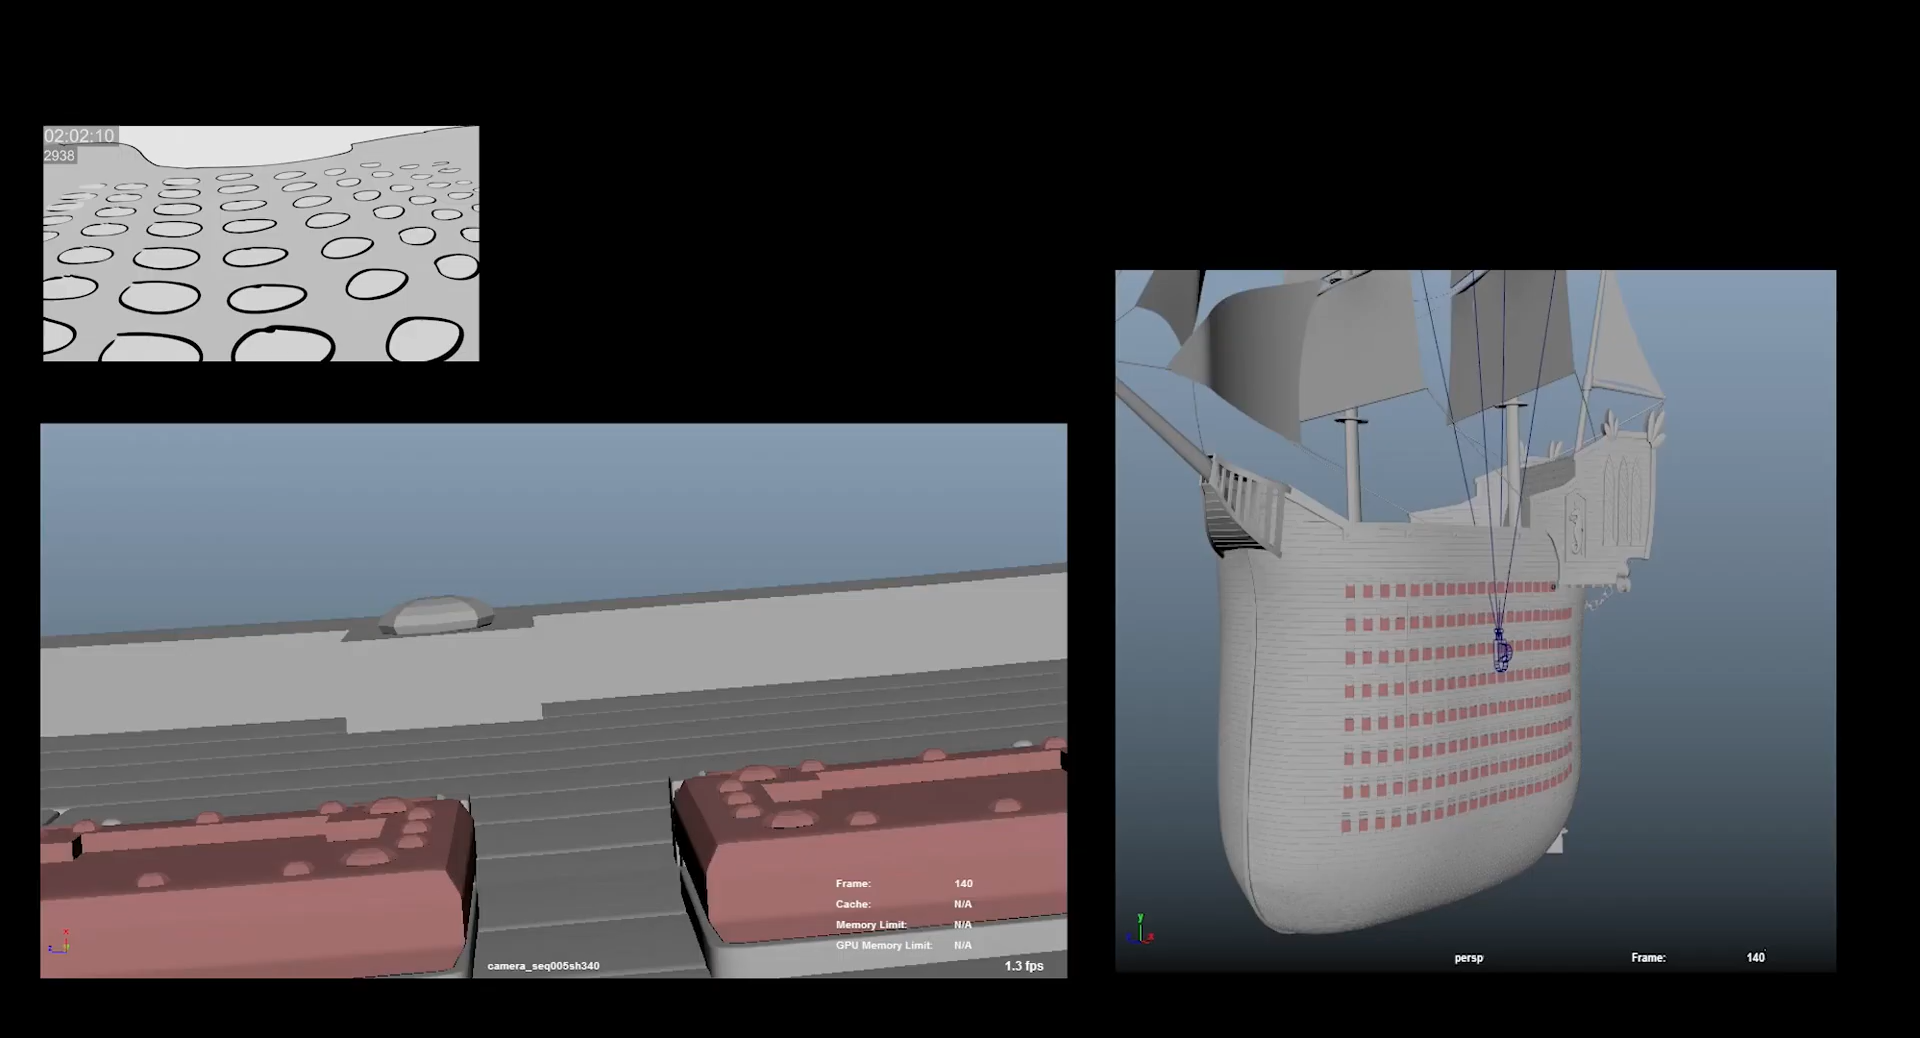 02:02:10
2938
Frame: 140
Cache: N/A
Memory Limit: N/A
GPU Memory Limit: N/A
camera_seq005sh340
1.3 fps
x
z
y
x
persp
Frame: 140